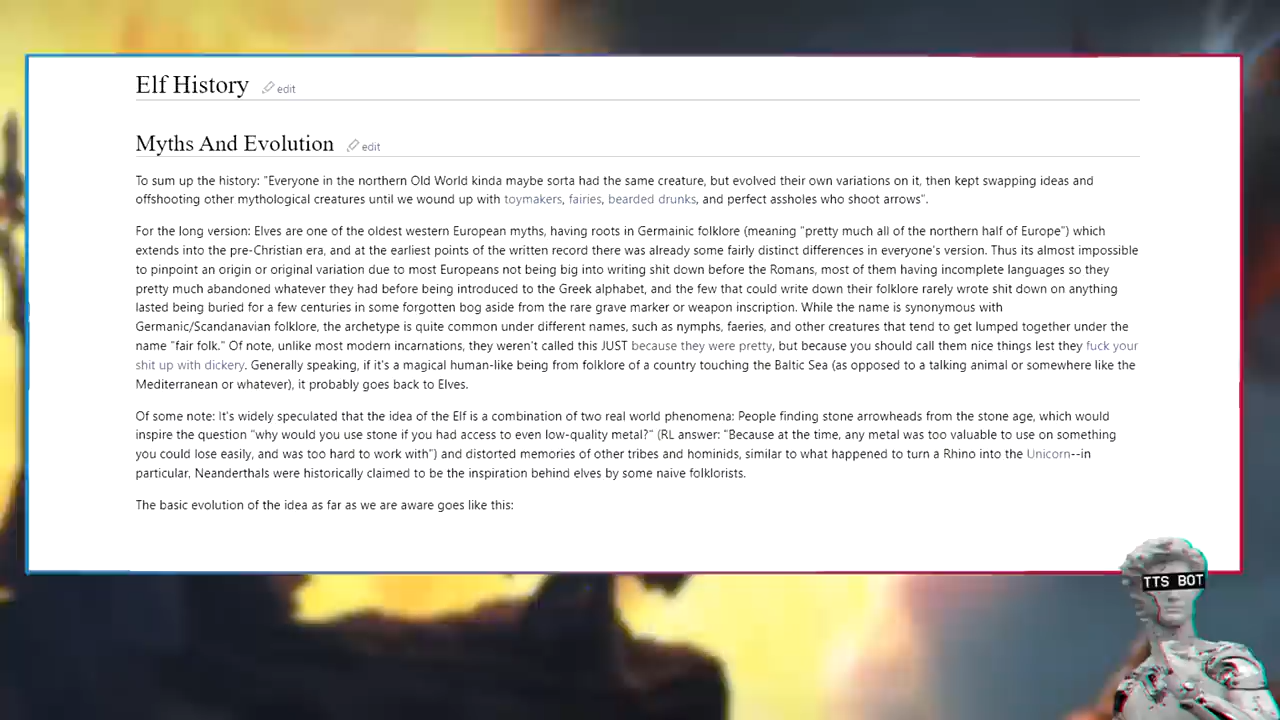 Elf History edit
Myths And Evolution edit
To sum up the history: "Everyone in the northern Old World kinda maybe sorta had the same creature, but evolved their own variations on it, then kept swapping ideas and
offshooting other mythological creatures until we wound up with toymakers, fairies, bearded drunks, and perfect assholes who shoot arrows".
For the long version: Elves are one of the oldest western European myths, having roots in Germainic folklore (meaning "pretty much all of the northern half of Europe") which
extends into the pre-Christian era, and at the earliest points of the written record there was already some fairly distinct differences in everyone's version. Thus its almost impossible
to pinpoint an origin or original variation due to most Europeans not being big into writing shit down before the Romans, most of them having incomplete languages so they
pretty much abandoned whatever they had before being introduced to the Greek alphabet, and the few that could write down their folklore rarely wrote shit down on anything
lasted being buried for a few centuries in some forgotten bog aside from the rare grave marker or weapon inscription. While the name is synonymous with
Germanic/Scandanavian folklore, the archetype is quite common under different names, such as nymphs, faeries, and other creatures that tend to get lumped together under the
name "fair folk." Of note, unlike most modern incarnations, they weren't called this JUST because they were pretty, but because you should call them nice things lest they fuck your
shit up with dickery. Generally speaking, if it's a magical human-like being from folklore of a country touching the Baltic Sea (as opposed to a talking animal or somewhere like the
Mediterranean or whatever), it probably goes back to Elves.
Of some note: It's widely speculated that the idea of the Elf is a combination of two real world phenomena: People finding stone arrowheads from the stone age, which would
inspire the question "why would you use stone if you had access to even low-quality metal?" (RL answer: "Because at the time, any metal was too valuable to use on something
you could lose easily, and was too hard to work with") and distorted memories of other tribes and hominids, similar to what happened to turn a Rhino into the Unicorn--in
particular, Neanderthals were historically claimed to be the inspiration behind elves by some naive folklorists.
The basic evolution of the idea as far as we are aware goes like this:
TTS BOT